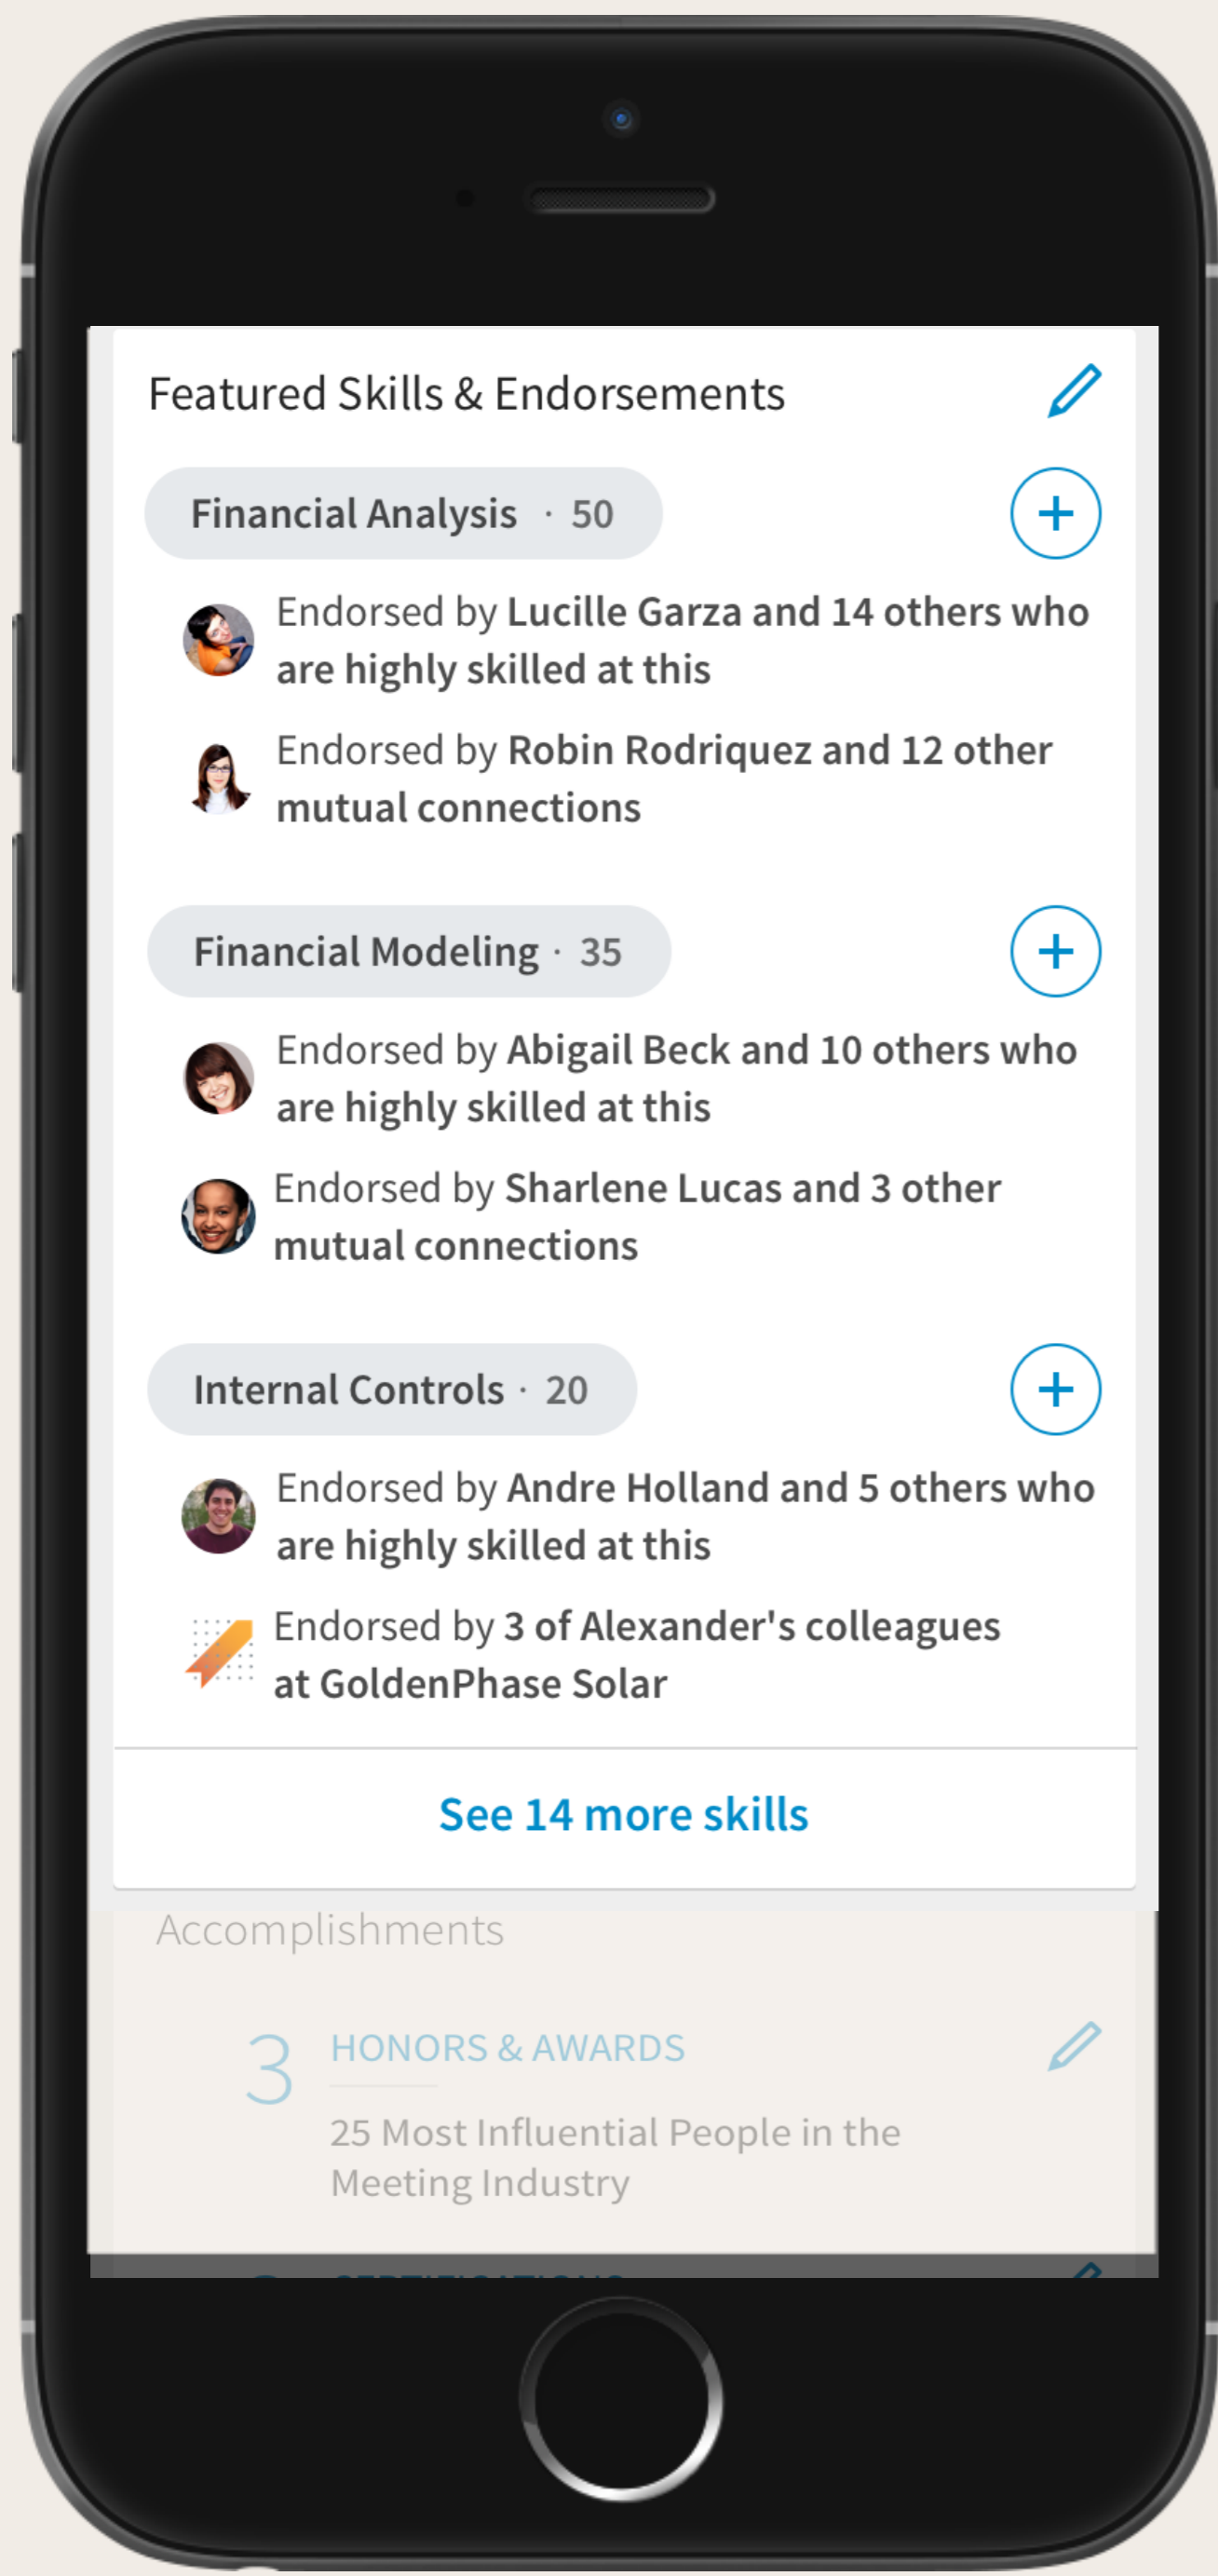 Featured Skills & Endorsements
Financial Analysis · 50
Endorsed by Lucille Garza and 14 others who
are highly skilled at this
Endorsed by Robin Rodriquez and 12 other
mutual connections
Financial Modeling · 35
Endorsed by Abigail Beck and 10 others who
are highly skilled at this
Endorsed by Sharlene Lucas and 3 other
mutual connections
Internal Controls · 20
Endorsed by Andre Holland and 5 others who
are highly skilled at this
Endorsed by 3 of Alexander's colleagues
at GoldenPhase Solar
See 14 more skills
Accomplishments
3 HONORS & AWARDS
25 Most Influential People in the
Meeting Industry